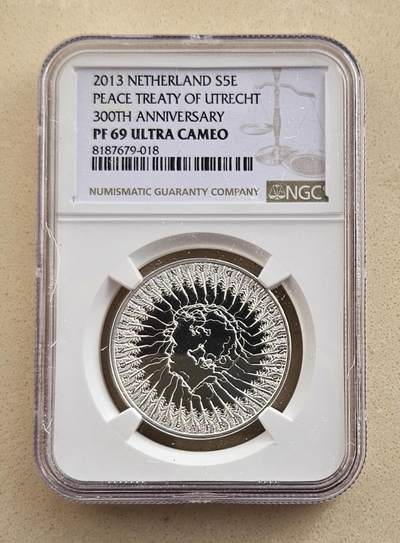 2013 NETHERLAND S5E
PEACE TREATY OF UTRECHT
300TH ANNIVERSARY
PF 69 ULTRA CAMEO
8187679-018
NUMISMATIC GUARANTY COMPANY
NGC